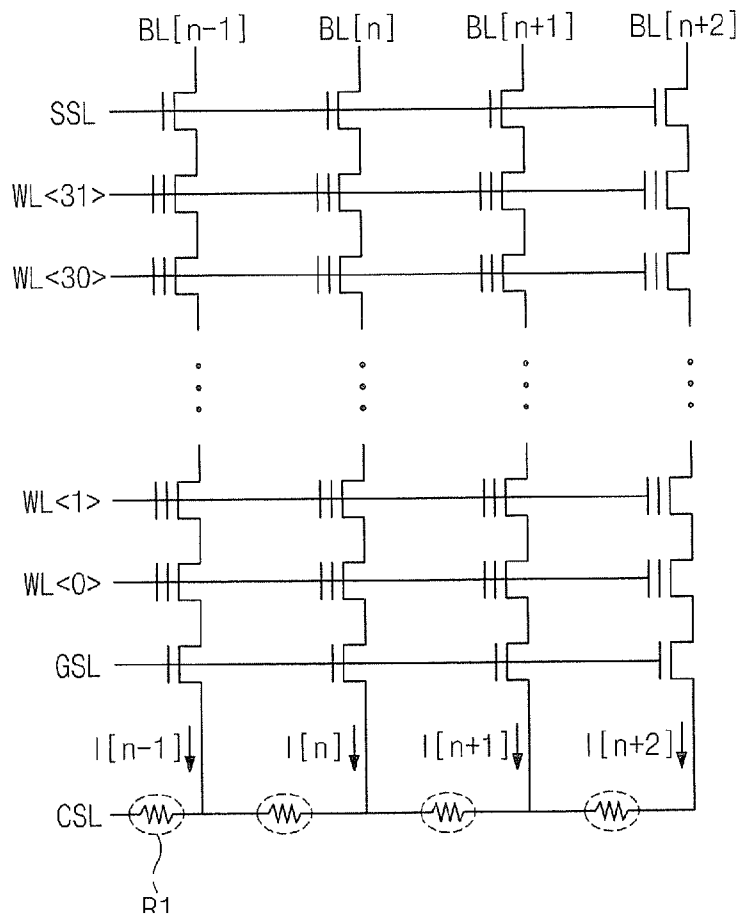 BL[n-1] BL[n] BL[n+1] BL[n+2]
SSL
WL<31>
WL<30>
WL<1>
WL<0>
GSL
I[n-1] I[n] I[n+1] I[n+2]
CSL
R1